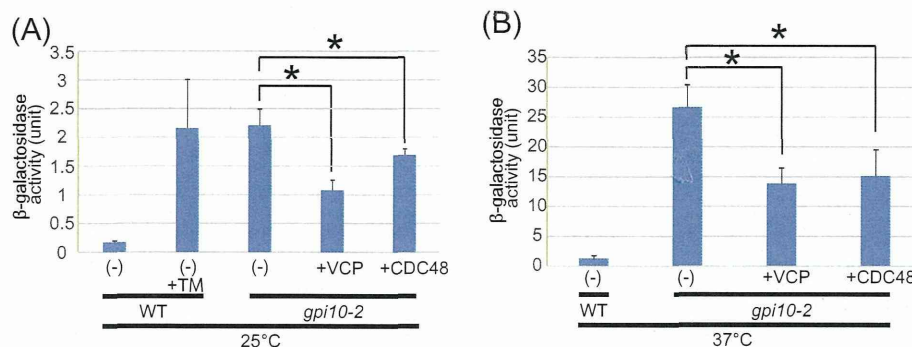 (A)
β-galactosidase
activity (unit)
3.5
3
2.5
2
1.5
1
0.5
0
*
*
(-)
(-)
(-)
+VCP
+CDC48
+TM
WT
gpi10-2
25°C
(B)
β-galactosidase
activity (unit)
35
30
25
20
15
10
5
0
*
*
(-)
(-)
+VCP
+CDC48
WT
gpi10-2
37°C